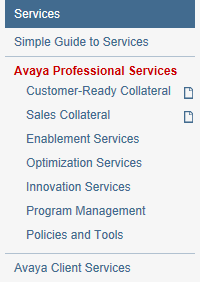 Services
Simple Guide to Services
Avaya Professional Services
Customer-Ready Collateral
Sales Collateral
Enablement Services
Optimization Services
Innovation Services
Program Management
Policies and Tools
Avaya Client Services